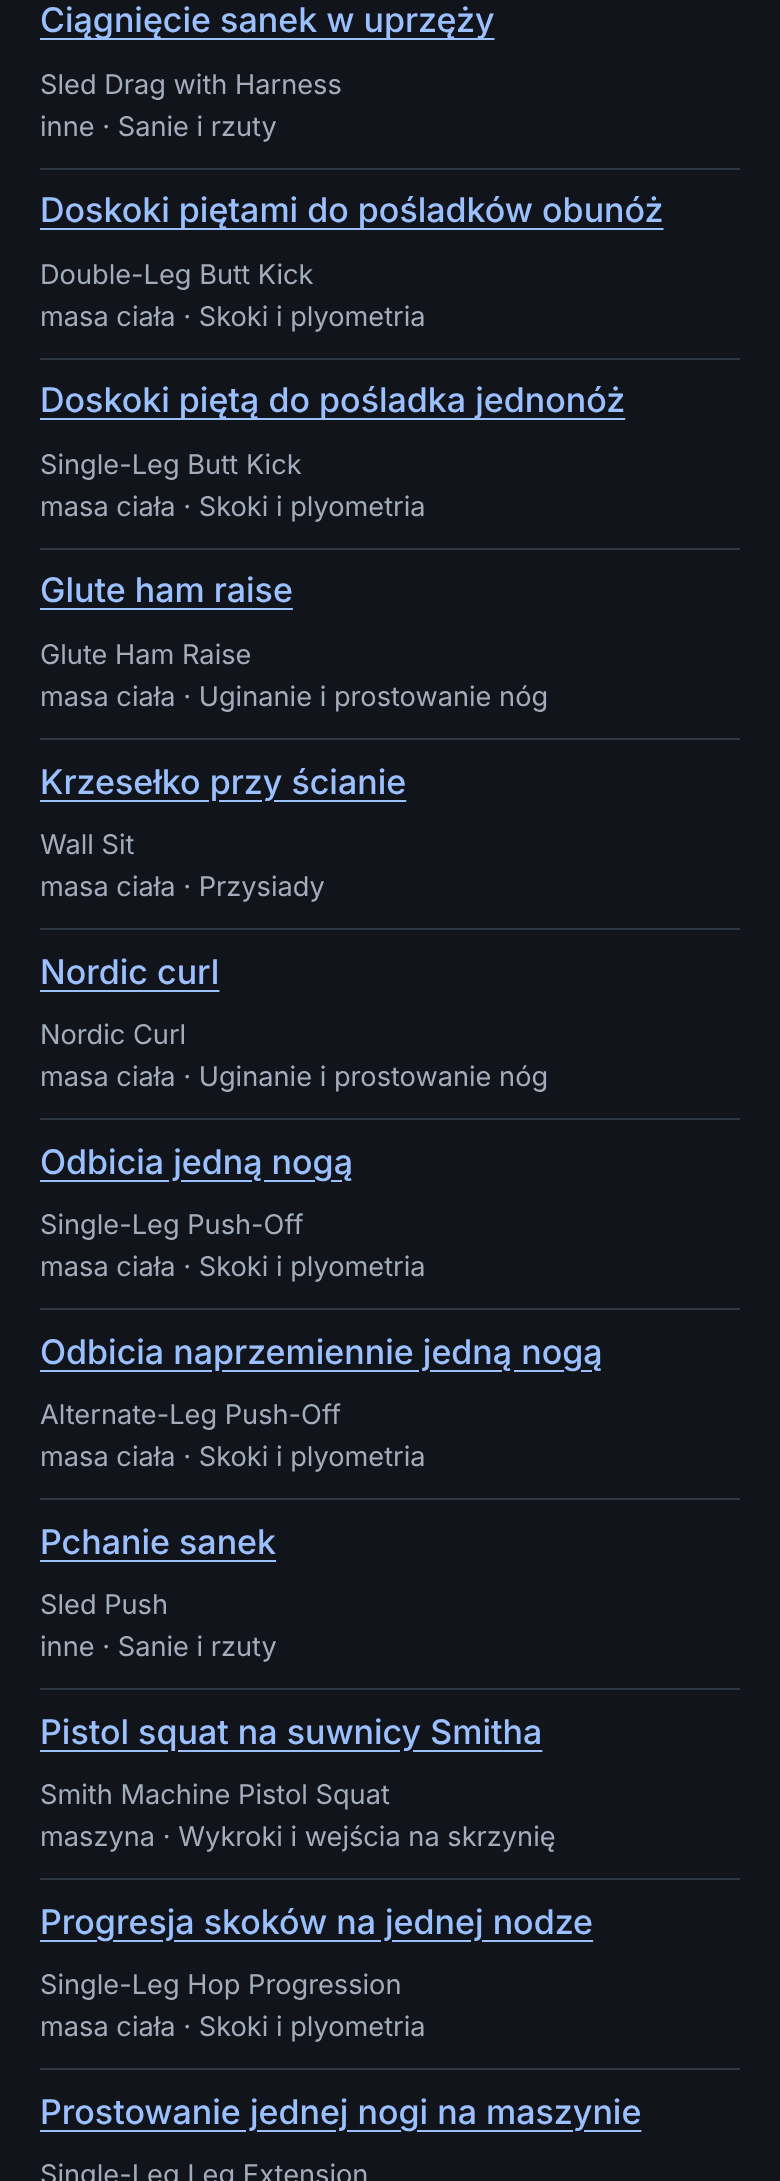 Ciągnięcie sanek w uprzęży
Sled Drag with Harness
inne · Sanie i rzuty
Doskoki piętami do pośladków obunóż
Double-Leg Butt Kick
masa ciała · Skoki i plyometria
Doskoki piętą do pośladka jednonóż
Single-Leg Butt Kick
masa ciała · Skoki i plyometria
Glute ham raise
Glute Ham Raise
masa ciała · Uginanie i prostowanie nóg
Krzesełko przy ścianie
Wall Sit
masa ciała · Przysiady
Nordic curl
Nordic Curl
masa ciała · Uginanie i prostowanie nóg
Odbicia jedną nogą
Single-Leg Push-Off
masa ciała · Skoki i plyometria
Odbicia naprzemiennie jedną nogą
Alternate-Leg Push-Off
masa ciała · Skoki i plyometria
Pchanie sanek
Sled Push
inne · Sanie i rzuty
Pistol squat na suwnicy Smitha
Smith Machine Pistol Squat
maszyna · Wykroki i wejścia na skrzynię
Progresja skoków na jednej nodze
Single-Leg Hop Progression
masa ciała · Skoki i plyometria
Prostowanie jednej nogi na maszynie
Single-Leg Leg Extension